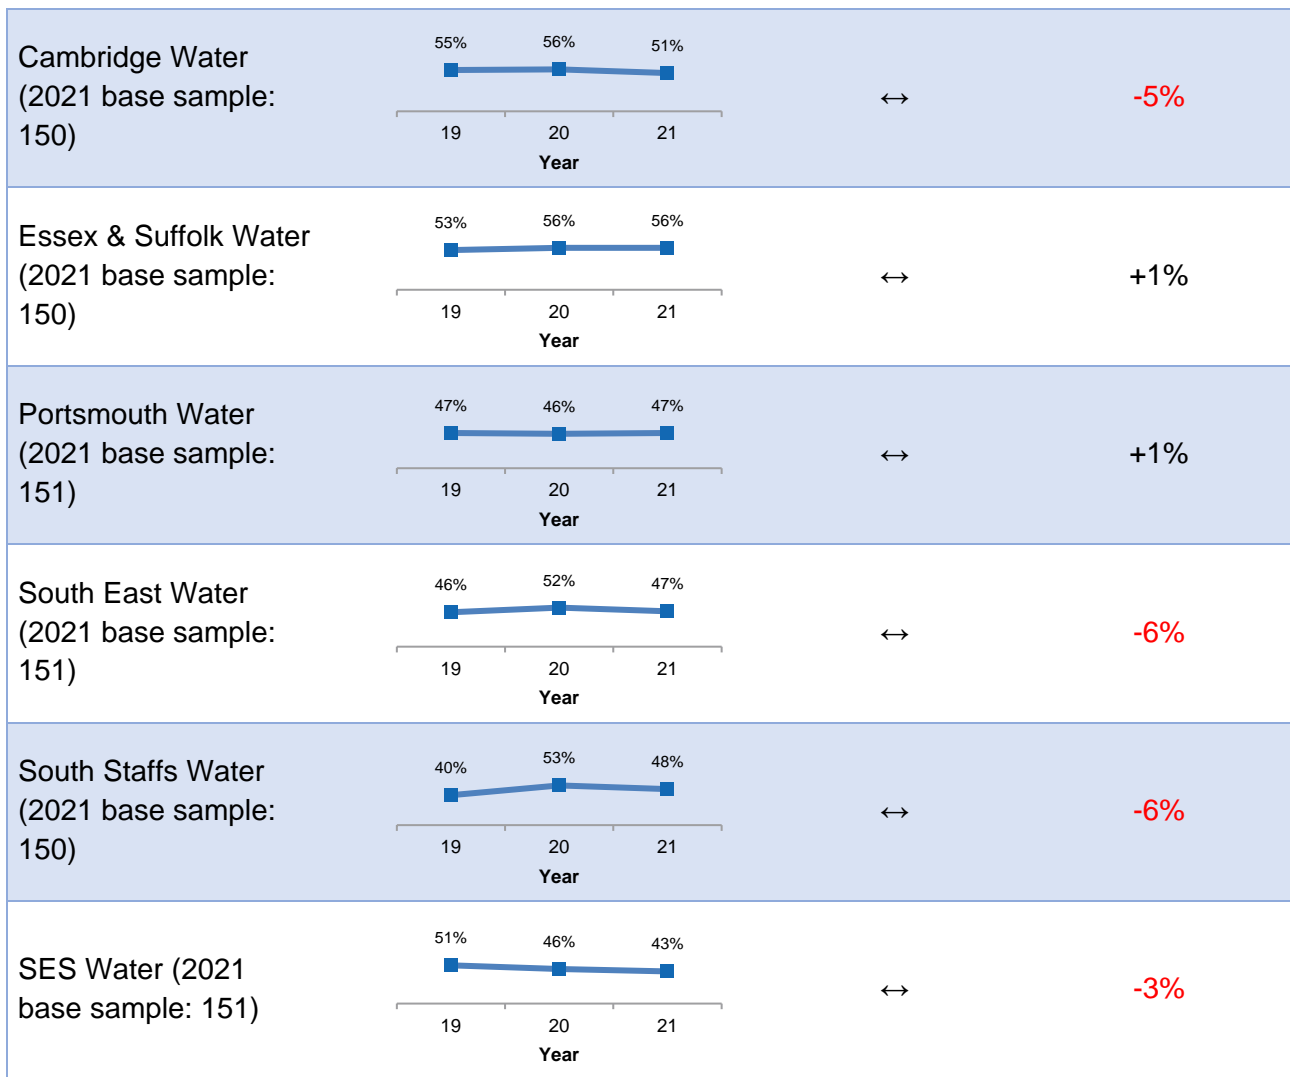 Cambridge Water
(2021 base sample:
150)
55% 56% 51%
19 20 21
Year
↔ -5%
Essex & Suffolk Water
(2021 base sample:
150)
53% 56% 56%
19 20 21
Year
↔ +1%
Portsmouth Water
(2021 base sample:
151)
47% 46% 47%
19 20 21
Year
↔ +1%
South East Water
(2021 base sample:
151)
46% 52% 47%
19 20 21
Year
↔ -6%
South Staffs Water
(2021 base sample:
150)
40% 53% 48%
19 20 21
Year
↔ -6%
SES Water (2021
base sample: 151)
51% 46% 43%
19 20 21
Year
↔ -3%